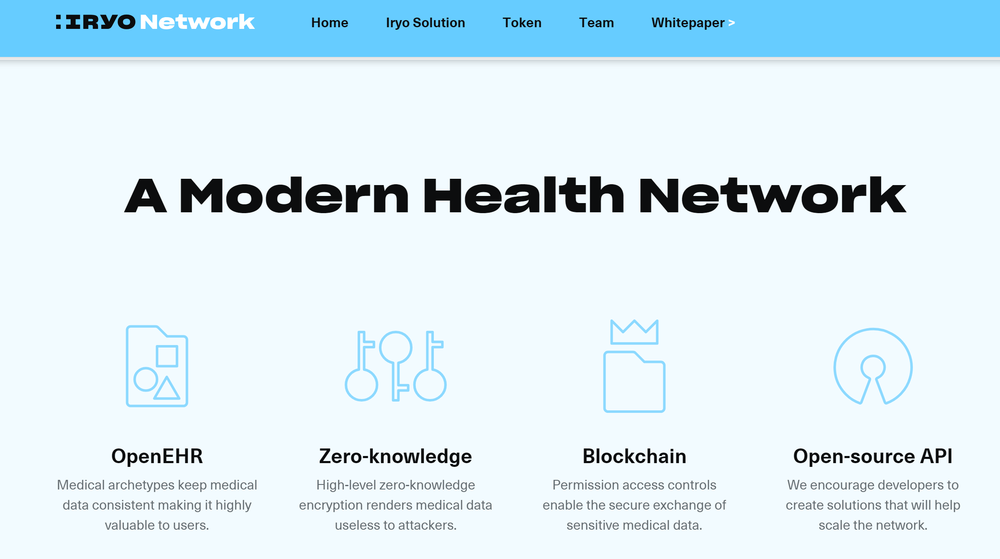 :IRYO Network
Home Iryo Solution Token Team Whitepaper >
A Modern Health Network
OpenEHR
Medical archetypes keep medical
data consistent making it highly
valuable to users.
Zero-knowledge
High-level zero-knowledge
encryption renders medical data
useless to attackers.
Blockchain
Permission access controls
enable the secure exchange of
sensitive medical data.
Open-source API
We encourage developers to
create solutions that will help
scale the network.